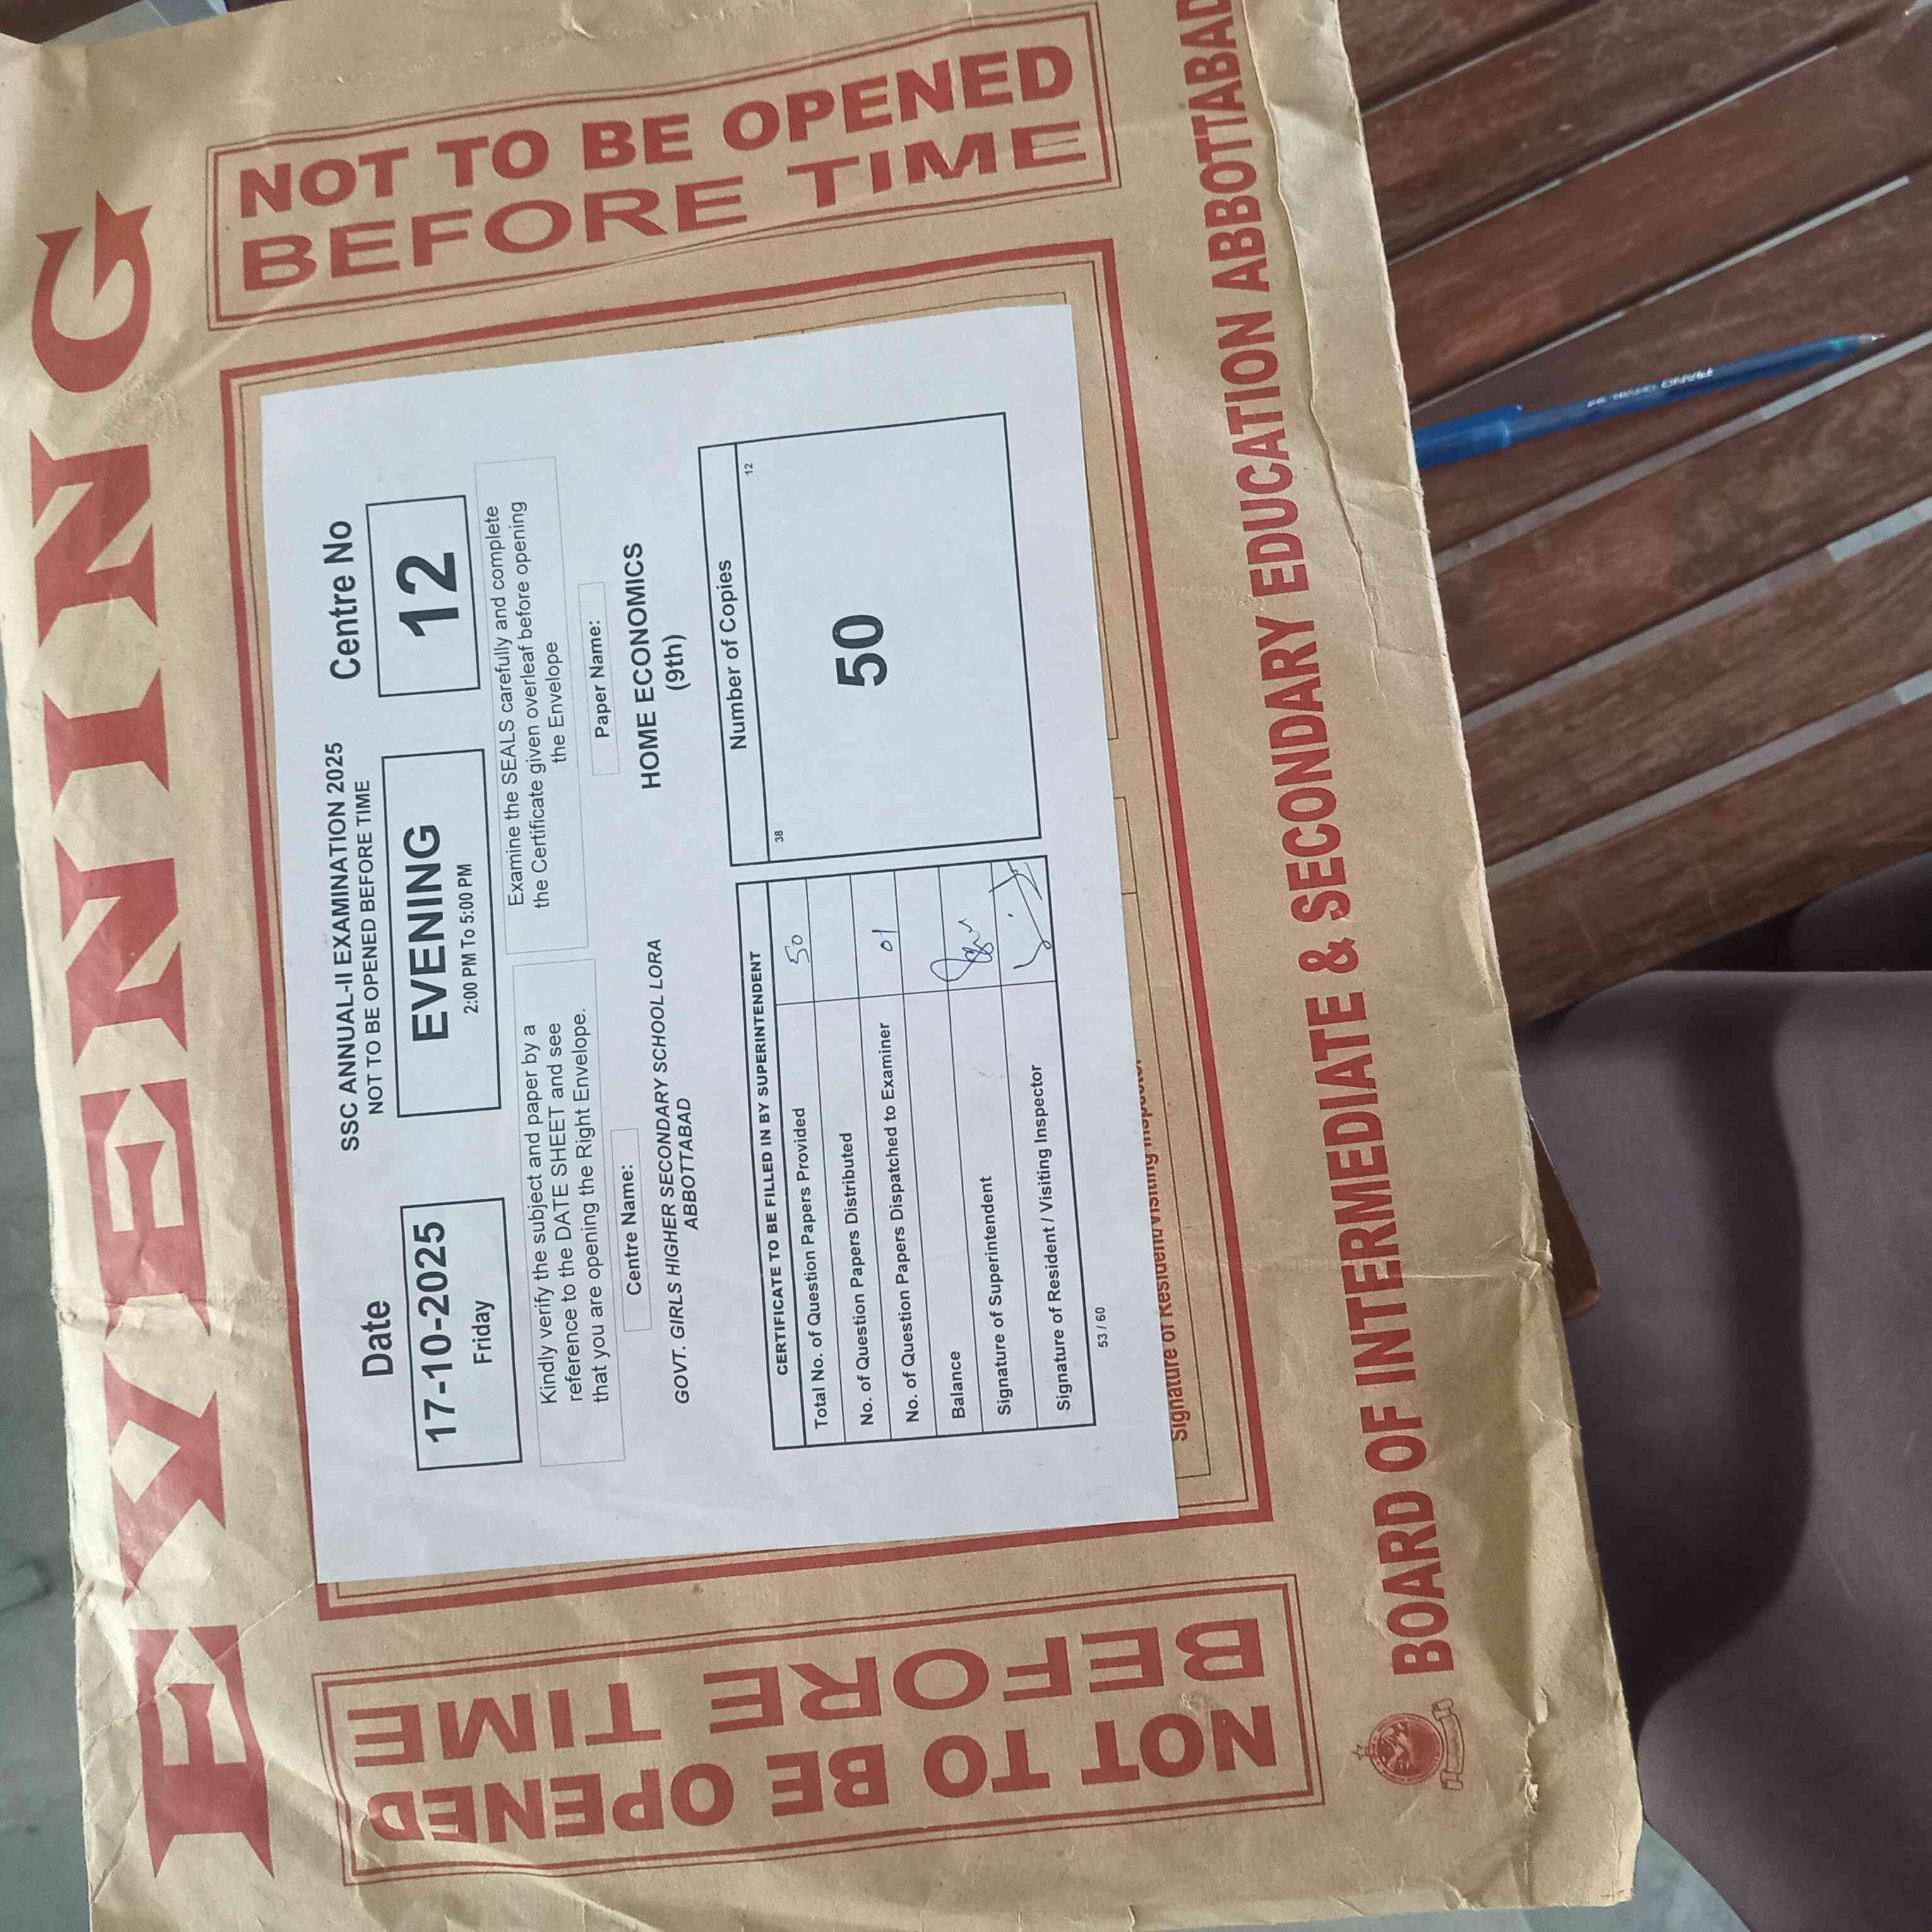 EVENING
NOT TO BE OPENED
BEFORE TIME
SSC ANNUAL-II EXAMINATION 2025
NOT TO BE OPENED BEFORE TIME
Date
17-10-2025
Friday
EVENING
2:00 PM To 5:00 PM
Centre No
12
Kindly verify the subject and paper by a
reference to the DATE SHEET and see
that you are opening the Right Envelope.
Examine the SEALS carefully and complete
the Certificate given overleaf before opening
the Envelope
Centre Name:
GOVT. GIRLS HIGHER SECONDARY SCHOOL LORA
ABBOTTABAD
Paper Name:
HOME ECONOMICS
(9th)
CERTIFICATE TO BE FILLED IN BY SUPERINTENDENT
Total No. of Question Papers Provided 50
No. of Question Papers Distributed
No. of Question Papers Dispatched to Examiner 01
Balance
Signature of Superintendent
Signature of Resident / Visiting Inspector
53 / 60
Number of Copies
38 12
50
Signature of Resident/Visiting Inspector
NOT TO BE OPENED
BEFORE TIME
BOARD OF INTERMEDIATE & SECONDARY EDUCATION ABBOTTABAD